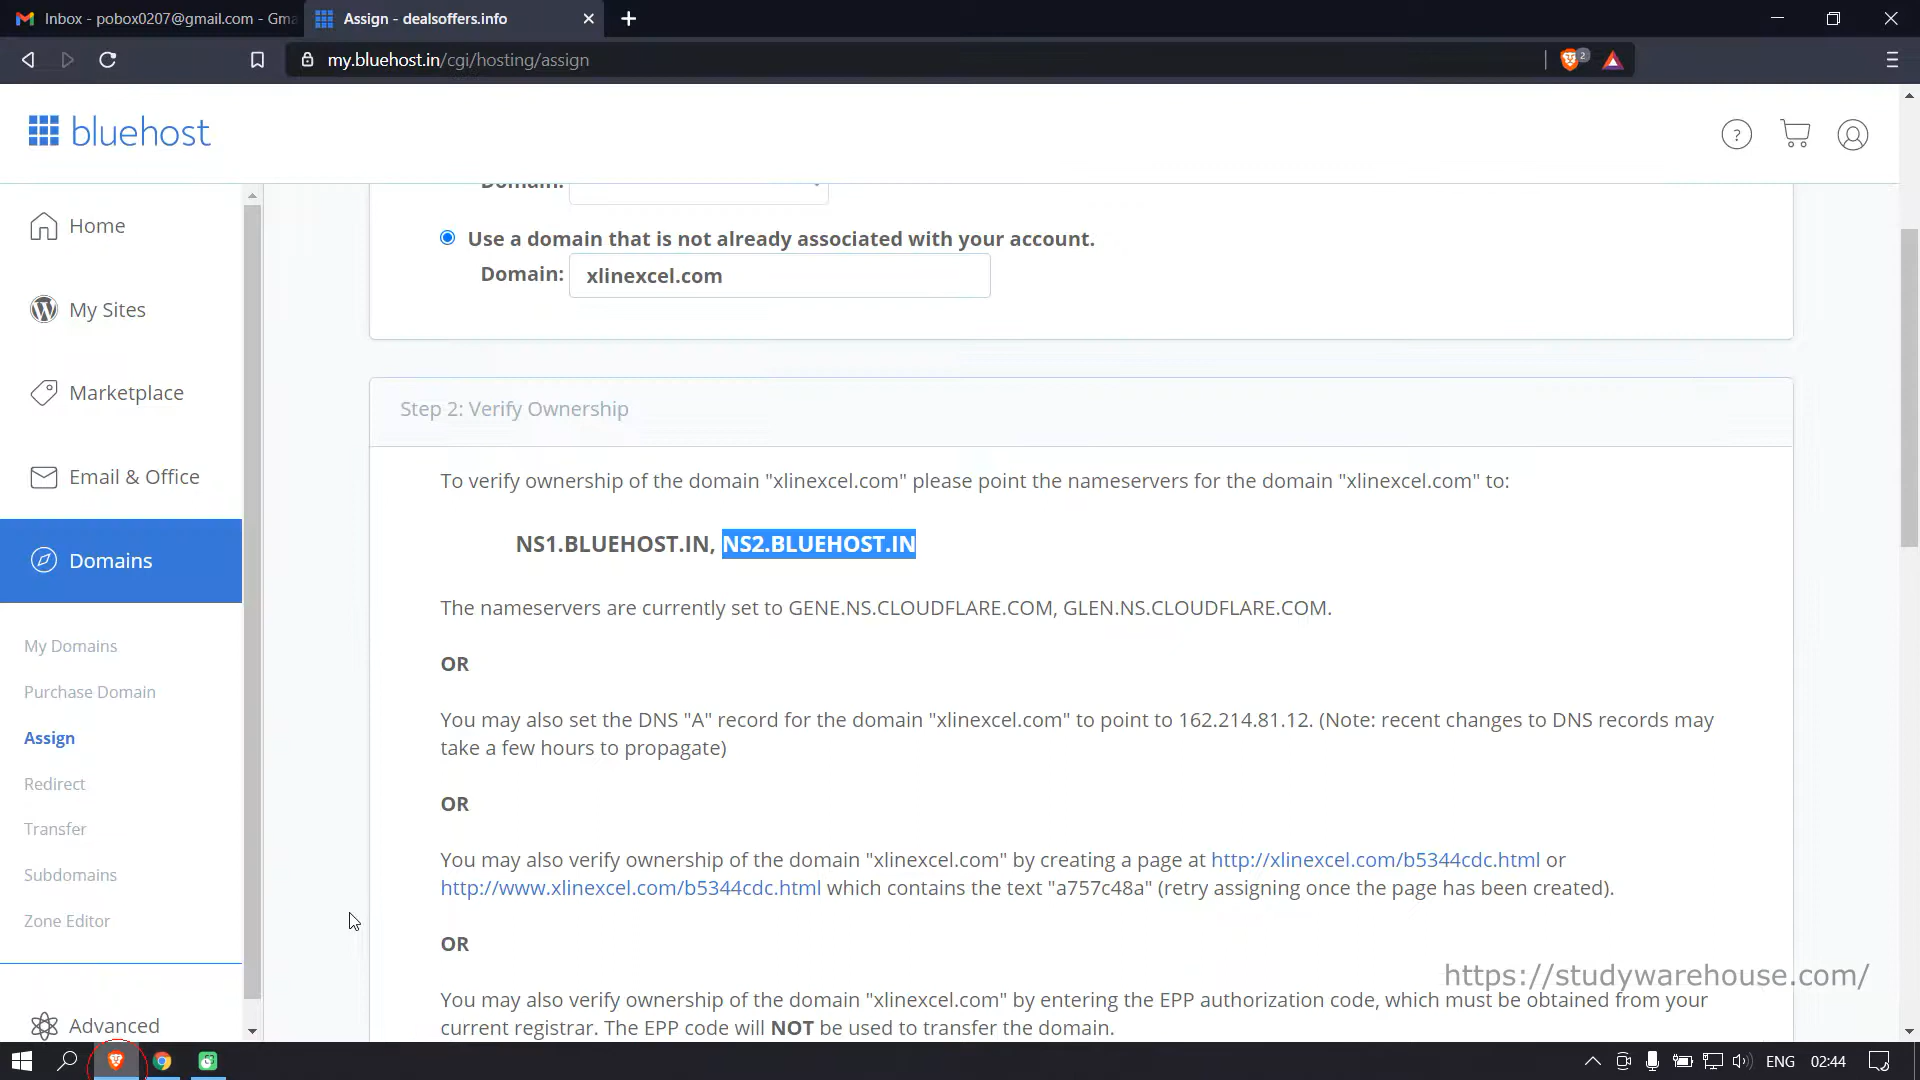 Inbox - pobox0207@gmail.com - Gma
Assign - dealsoffers.info
my.bluehost.in/cgi/hosting/assign
2
bluehost
?
Home
My Sites
Marketplace
Email & Office
Domains
My Domains
Purchase Domain
Assign
Redirect
Transfer
Subdomains
Zone Editor
Advanced
Domain:
Use a domain that is not already associated with your account.
Domain: xlinexcel.com
Step 2: Verify Ownership
To verify ownership of the domain "xlinexcel.com" please point the nameservers for the domain "xlinexcel.com" to:
NS1.BLUEHOST.IN, NS2.BLUEHOST.IN
The nameservers are currently set to GENE.NS.CLOUDFLARE.COM, GLEN.NS.CLOUDFLARE.COM.
OR
You may also set the DNS "A" record for the domain "xlinexcel.com" to point to 162.214.81.12. (Note: recent changes to DNS records may
take a few hours to propagate)
OR
You may also verify ownership of the domain "xlinexcel.com" by creating a page at http://xlinexcel.com/b5344cdc.html or
http://www.xlinexcel.com/b5344cdc.html which contains the text "a757c48a" (retry assigning once the page has been created).
OR
You may also verify ownership of the domain "xlinexcel.com" by entering the EPP authorization code, which must be obtained from your
current registrar. The EPP code will NOT be used to transfer the domain.
https://studywarehouse.com/
ENG
02:44